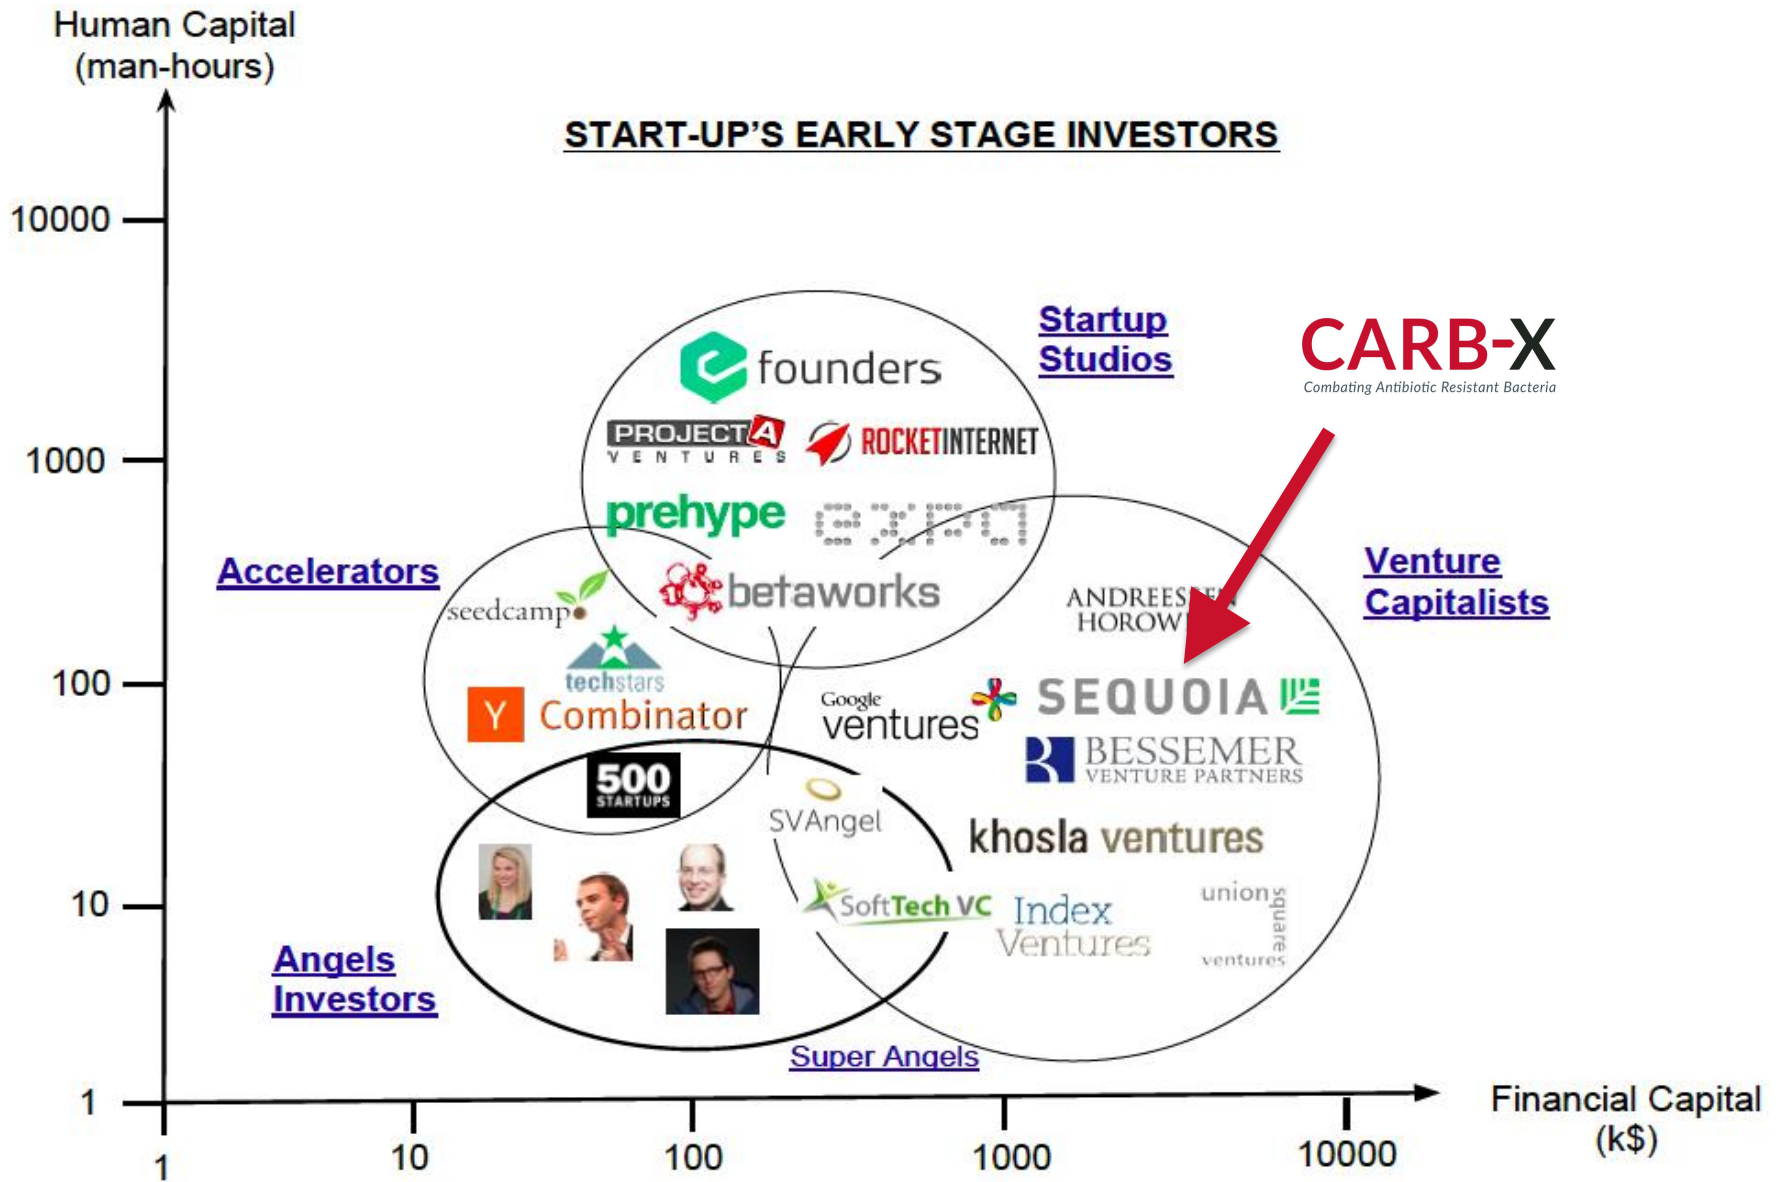 Human Capital
(man-hours)
START-UP'S EARLY STAGE INVESTORS
10000
1000
100
10
1
Startup
Studios
CARB-X
Combating Antibiotic Resistant Bacteria
founders
PROJECT A
VENTURES
ROCKETINTERNET
prehype
expa
betaworks
Accelerators
seedcamp
techstars
Y Combinator
500
STARTUPS
Venture
Capitalists
ANDREESSEN
HOROW
Google
ventures
SEQUOIA
BESSEMER
VENTURE PARTNERS
SVAngel
khosla ventures
SoftTech VC
Index
Ventures
union
square
ventures
Angels
Investors
Super Angels
1
10
100
1000
10000
Financial Capital
(k$)